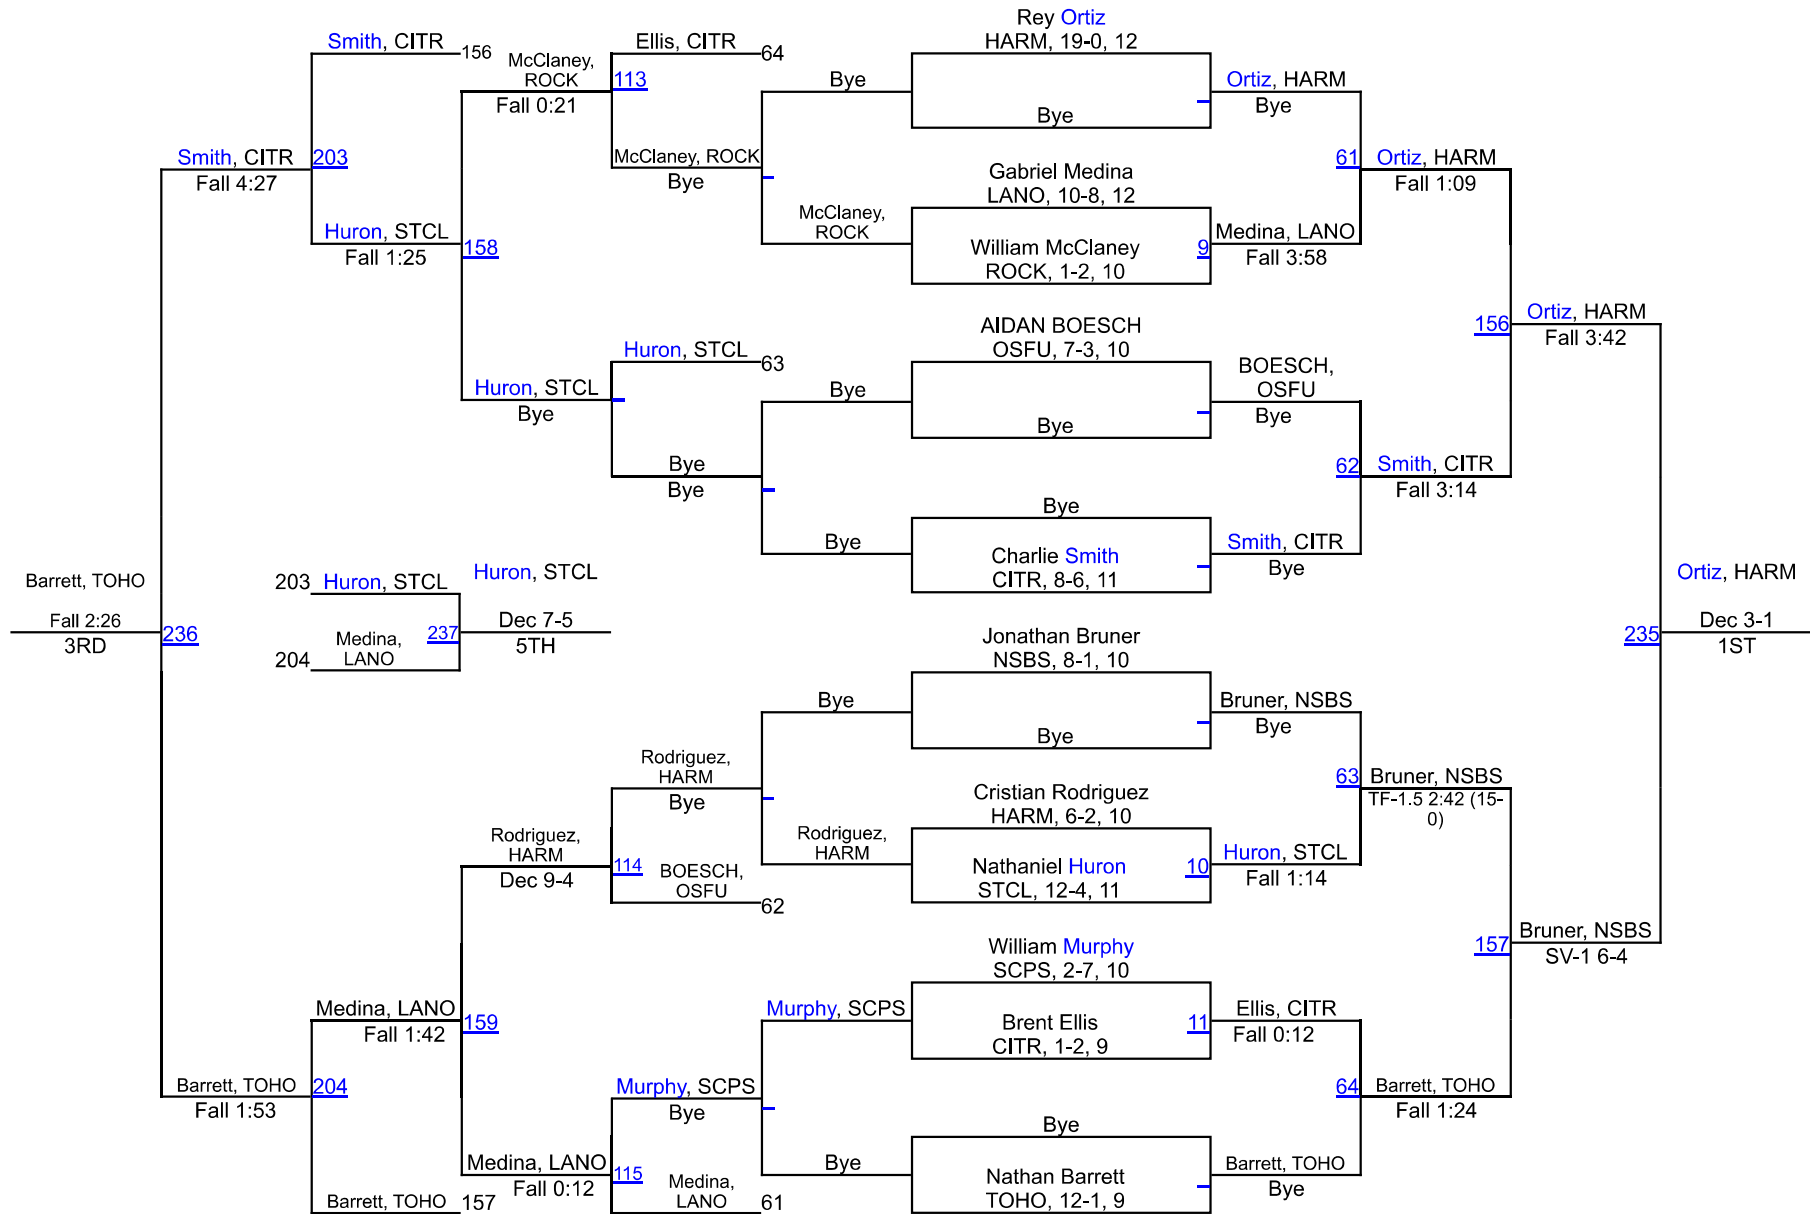 Rey Ortiz
HARM, 19-0, 12
Smith, CITR
156
McClaney,
ROCK
Fall 0:21
Ellis, CITR
64
113
Bye
Bye
Ortiz, HARM
Bye
McClaney, ROCK
Bye
Smith, CITR
Fall 4:27
203
61
Ortiz, HARM
Fall 1:09
Gabriel Medina
LANO, 10-8, 12
McClaney,
ROCK
William McClaney
ROCK, 1-2, 10
9
Medina, LANO
Fall 3:58
Huron, STCL
Fall 1:25
158
AIDAN BOESCH
OSFU, 7-3, 10
156
Ortiz, HARM
Fall 3:42
Huron, STCL
63
Huron, STCL
Bye
Bye
Bye
BOESCH,
OSFU
Bye
Bye
Bye
62
Smith, CITR
Fall 3:14
Bye
Bye
Charlie Smith
CITR, 8-6, 11
Smith, CITR
Bye
Barrett, TOHO
Fall 2:26
3RD
236
203
Huron, STCL
204
Medina,
LANO
237
Huron, STCL
Dec 7-5
5TH
Ortiz, HARM
235
Dec 3-1
1ST
Jonathan Bruner
NSBS, 8-1, 10
Bye
Bye
Bruner, NSBS
Bye
Rodriguez,
HARM
Bye
63
Bruner, NSBS
TF-1.5 2:42 (15-
0)
Cristian Rodriguez
HARM, 6-2, 10
Rodriguez,
HARM
Dec 9-4
114
BOESCH,
OSFU
62
Rodriguez,
HARM
Nathaniel Huron
STCL, 12-4, 11
10
Huron, STCL
Fall 1:14
William Murphy
SCPS, 2-7, 10
157
Bruner, NSBS
SV-1 6-4
Medina, LANO
Fall 1:42
159
Murphy, SCPS
Brent Ellis
CITR, 1-2, 9
11
Ellis, CITR
Fall 0:12
Barrett, TOHO
Fall 1:53
204
Murphy, SCPS
Bye
64
Barrett, TOHO
Fall 1:24
Bye
Medina, LANO
Fall 0:12
115
Bye
Nathan Barrett
TOHO, 12-1, 9
Barrett, TOHO
Bye
Barrett, TOHO
157
Medina,
LANO
61